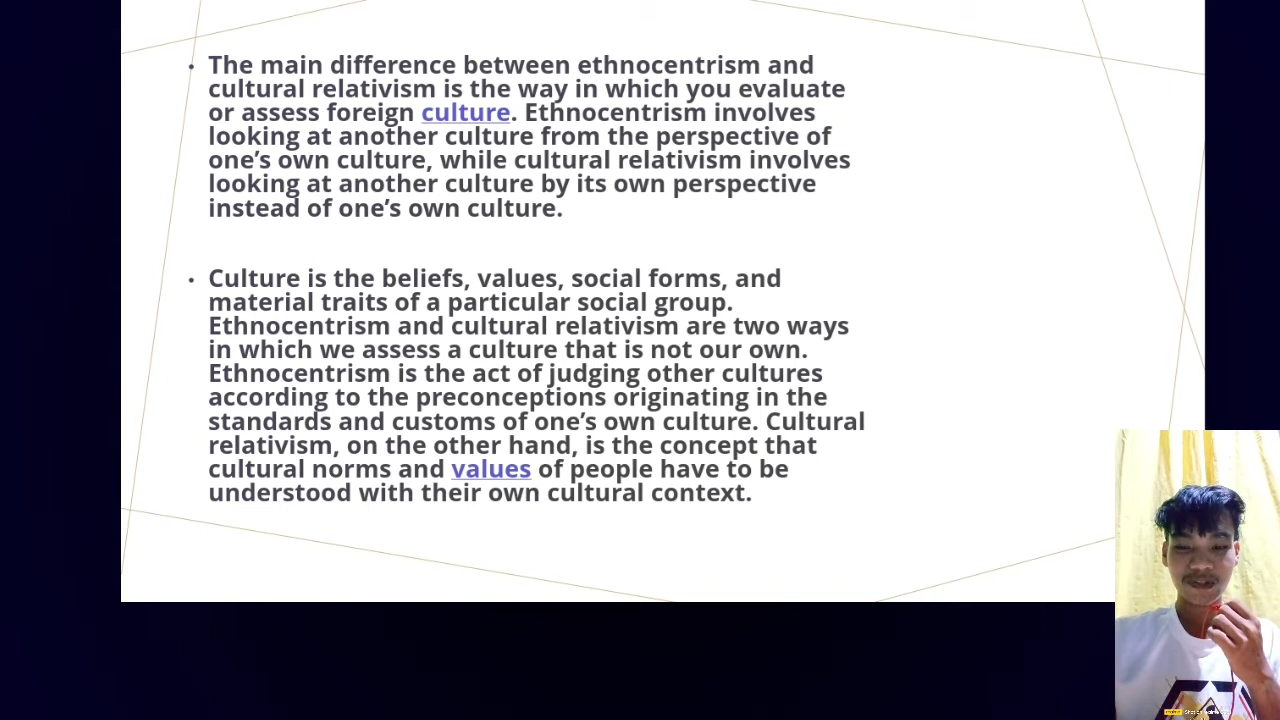 • The main difference between ethnocentrism and
cultural relativism is the way in which you evaluate
or assess foreign culture. Ethnocentrism involves
looking at another culture from the perspective of
one’s own culture, while cultural relativism involves
looking at another culture by its own perspective
instead of one’s own culture.
• Culture is the beliefs, values, social forms, and
material traits of a particular social group.
Ethnocentrism and cultural relativism are two ways
in which we assess a culture that is not our own.
Ethnocentrism is the act of judging other cultures
according to the preconceptions originating in the
standards and customs of one’s own culture. Cultural
relativism, on the other hand, is the concept that
cultural norms and values of people have to be
understood with their own cultural context.